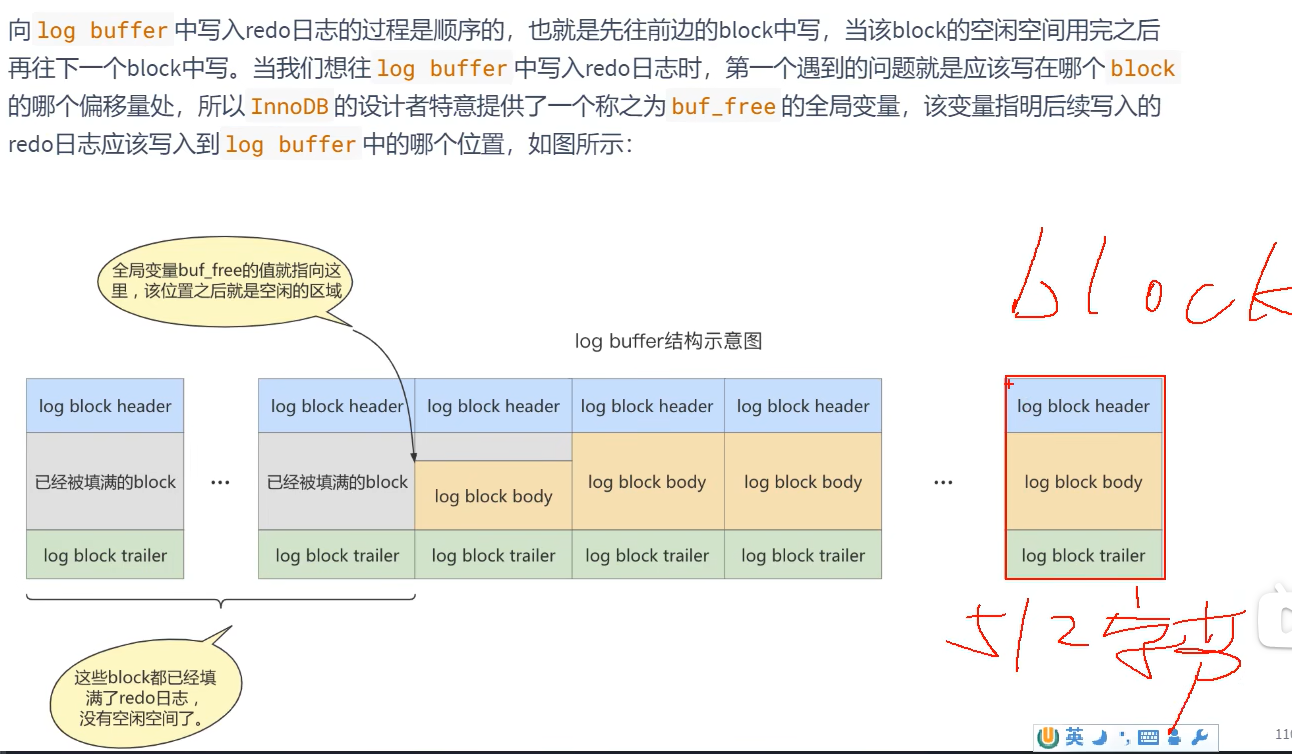 向 log buffer 中写入redo日志的过程是顺序的，也就是先往前边的block中写，当该block的空闲空间用完之后
再往下一个block中写。当我们想往 log buffer 中写入redo日志时，第一个遇到的问题就是应该写在哪个 block
的哪个偏移量处，所以 InnoDB 的设计者特意提供了一个称之为 buf_free 的全局变量，该变量指明后续写入的
redo日志应该写入到 log buffer 中的哪个位置，如图所示：
全局变量buf_free的值就指向这
里，该位置之后就是空闲的区域
block
log buffer结构示意图
log block header log block header log block header log block header log block header log block header
已经被填满的block ... 已经被填满的block log block body log block body log block body ... log block body
log block trailer log block trailer log block trailer log block trailer log block trailer log block trailer
512字节
这些block都已经填
满了redo日志，
没有空闲空间了。
英
110